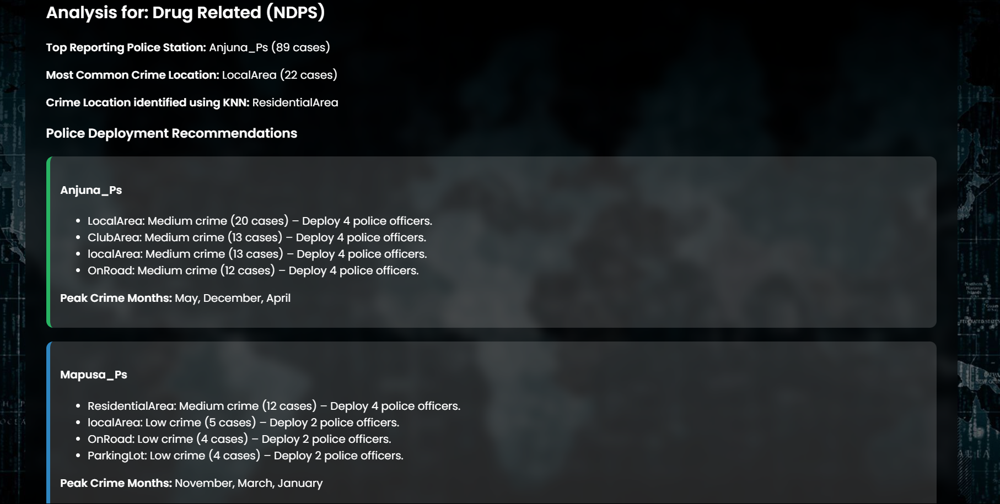 Analysis for: Drug Related (NDPS)
Top Reporting Police Station: Anjuna_Ps (89 cases)
Most Common Crime Location: LocalArea (22 cases)
Crime Location identified using KNN: ResidentialArea
Police Deployment Recommendations
Anjuna_Ps
• LocalArea: Medium crime (20 cases) – Deploy 4 police officers.
• ClubArea: Medium crime (13 cases) – Deploy 4 police officers.
• localArea: Medium crime (13 cases) – Deploy 4 police officers.
• OnRoad: Medium crime (12 cases) – Deploy 4 police officers.
Peak Crime Months: May, December, April
Mapusa_Ps
• ResidentialArea: Medium crime (12 cases) – Deploy 4 police officers.
• localArea: Low crime (5 cases) – Deploy 2 police officers.
• OnRoad: Low crime (4 cases) – Deploy 2 police officers.
• ParkingLot: Low crime (4 cases) – Deploy 2 police officers.
Peak Crime Months: November, March, January